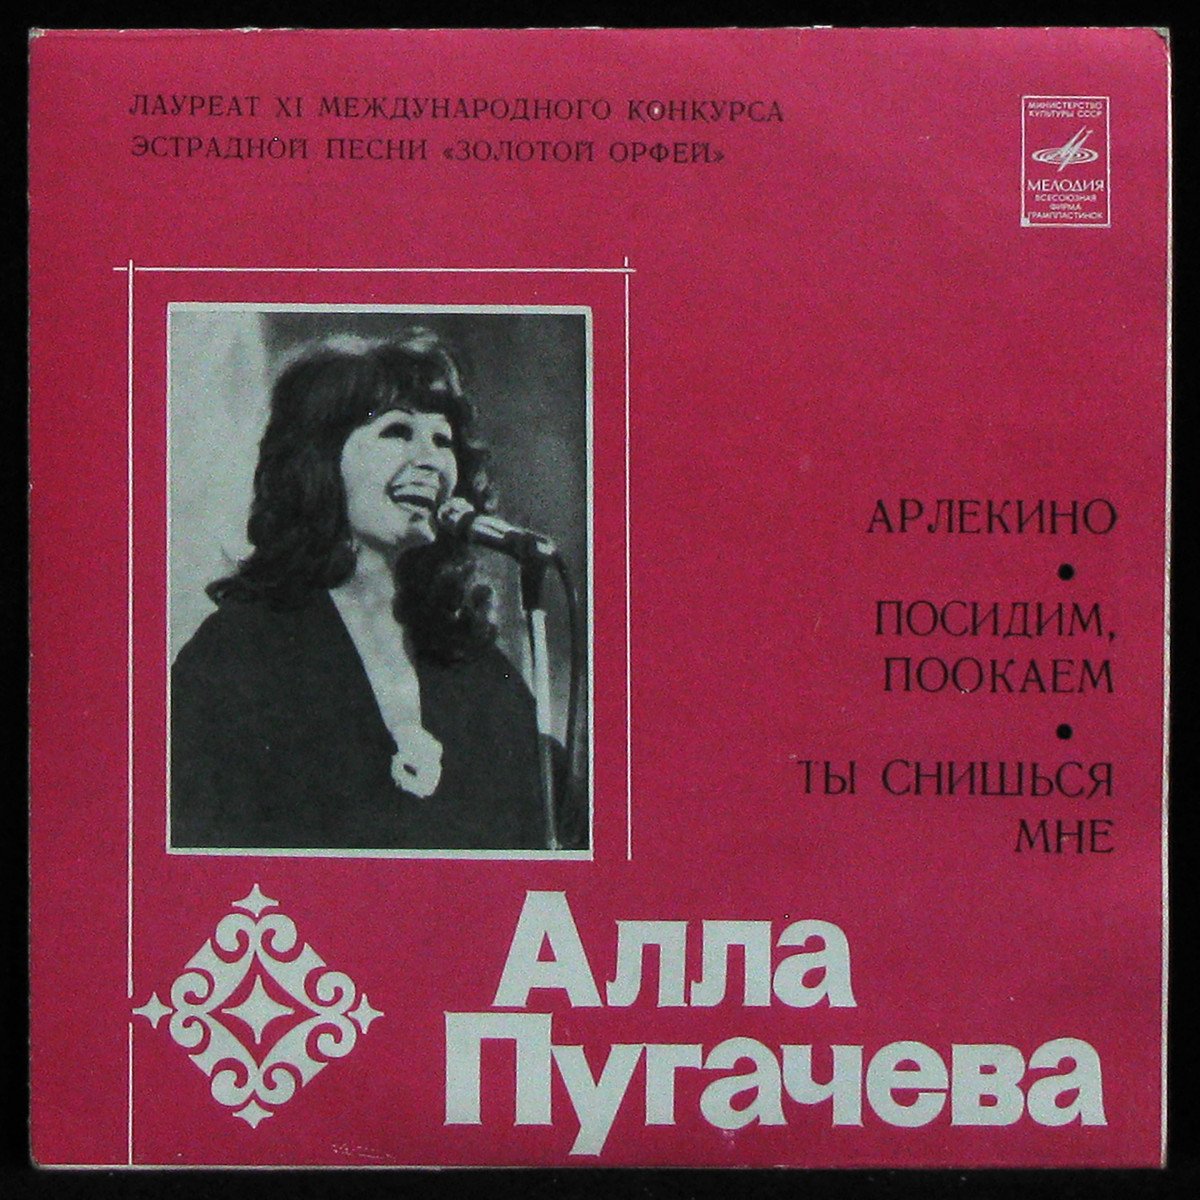 ЛАУРЕАТ XI МЕЖДУНАРОДНОГО КОНКУРСА
ЭСТРАДНОЙ ПЕСНИ «ЗОЛОТОЙ ОРФЕЙ»
МИНИСТЕРСТВО
КУЛЬТУРЫ СССР
МЕЛОДИЯ
ВСЕСОЮЗНАЯ
ФИРМА
ГРАМПЛАСТИНОК
АРЛЕКИНО
•
ПОСИДИМ,
ПООКАЕМ
•
ТЫ СНИШЬСЯ
МНЕ
Алла
Пугачева